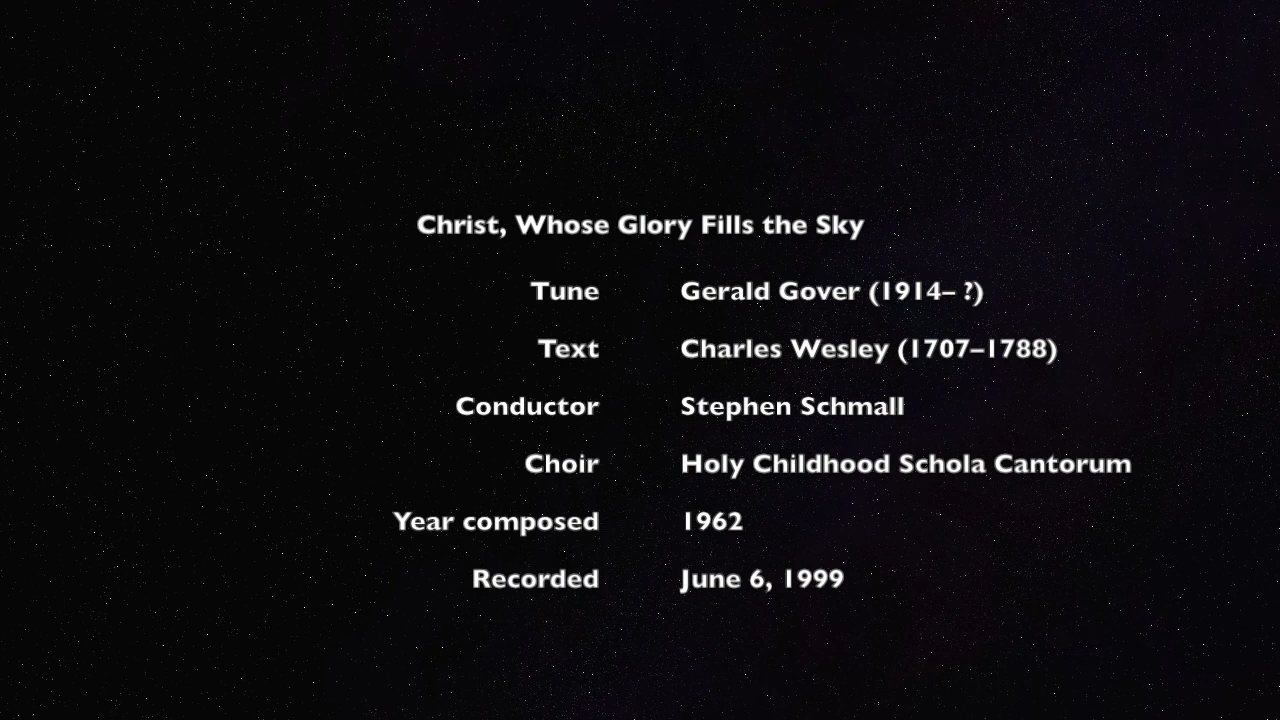 Christ, Whose Glory Fills the Sky
Tune Gerald Gover (1914– ?)
Text Charles Wesley (1707–1788)
Conductor Stephen Schmall
Choir Holy Childhood Schola Cantorum
Year composed 1962
Recorded June 6, 1999